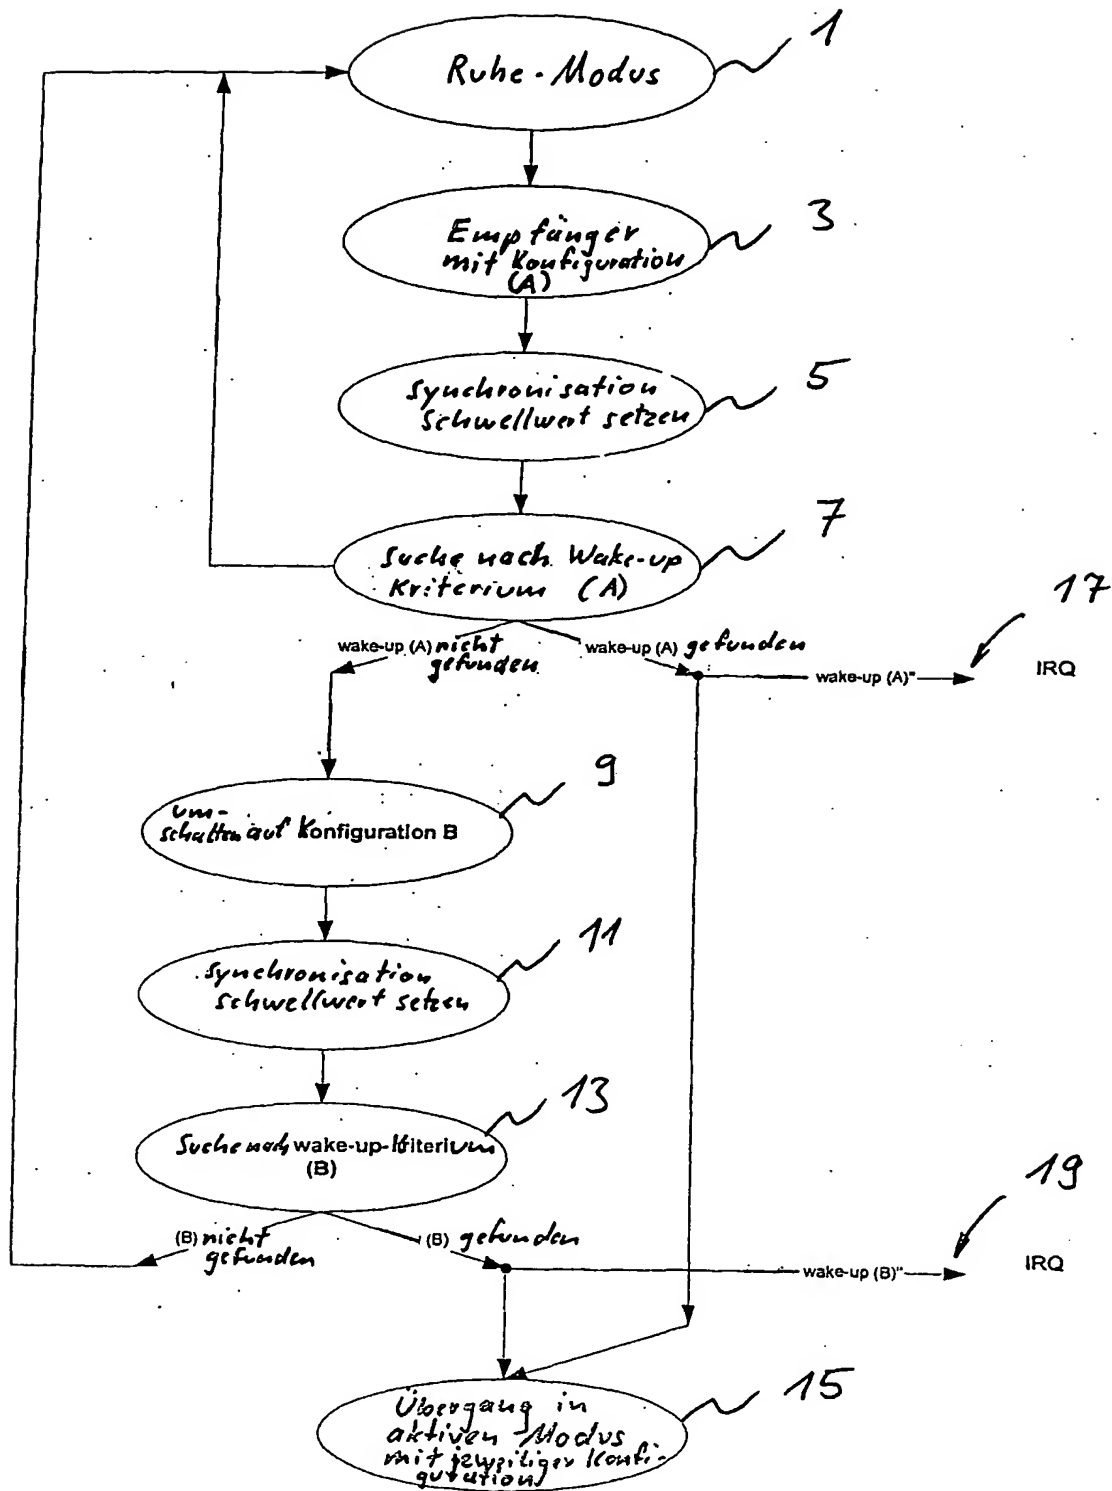 1
Ruhe-Modus
3
Empfänger
mit Konfiguration
(A)
5
Synchronisation
Schwellwert setzen
7
Suche nach Wake-up
Kriterium (A)
17
wake-up (A) nicht
gefunden
wake-up (A) gefunden
wake-up (A)"
IRQ
9
um-
schalten auf Konfiguration B
11
Synchronisation
Schwellwert setzen
13
Suche nach wake-up-Kriterium
(B)
19
(B) nicht
gefunden
(B) gefunden
wake-up (B)"
IRQ
15
Übergang in
aktiven Modus
mit jeweiliger Konfi-
guration